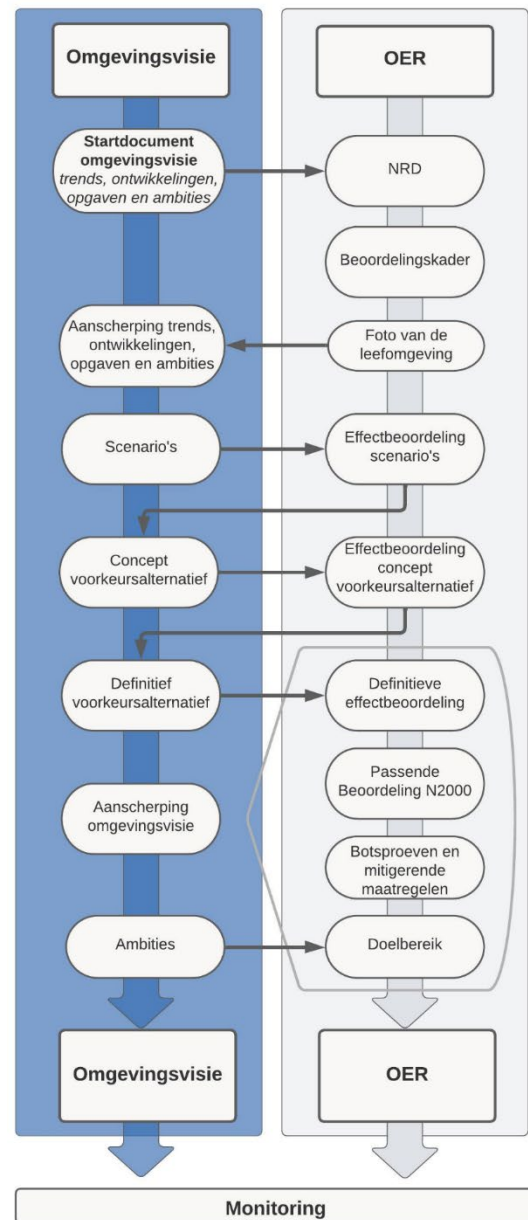 Omgevingsvisie
OER
Startdocument
omgevingsvisie
trends, ontwikkelingen,
opgaven en ambities
NRD
Beoordelingskader
Aanscherping trends,
ontwikkelingen,
opgaven en ambities
Foto van de
leefomgeving
Scenario's
Effectbeoordeling
scenario's
Concept
voorkeursalternatief
Effectbeoordeling
concept
voorkeursalternatief
Definitief
voorkeursalternatief
Definitieve
effectbeoordeling
Passende
Beoordeling N2000
Aanscherping
omgevingsvisie
Botsproeven en
mitigerende
maatregelen
Ambities
Doelbereik
Omgevingsvisie
OER
Monitoring